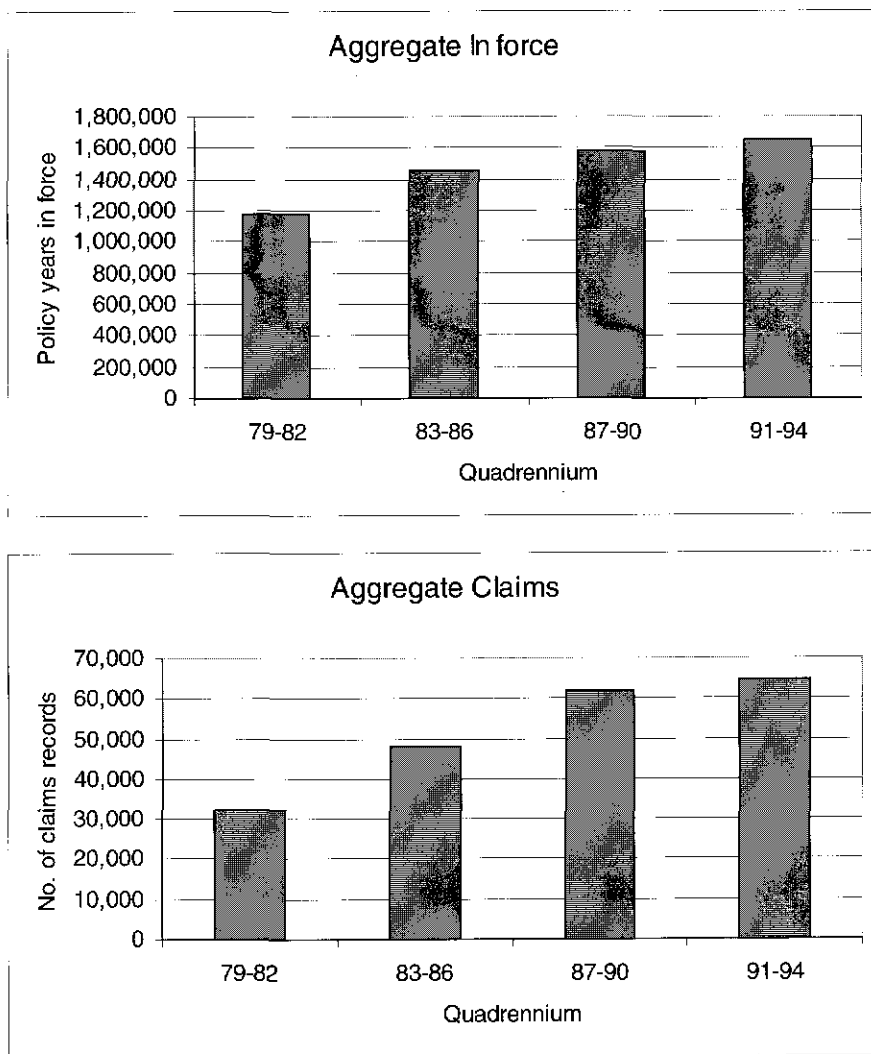 Aggregate In force
Policy years in force
1,800,000
1,600,000
1,400,000
1,200,000
1,000,000
800,000
600,000
400,000
200,000
0
79-82 83-86 87-90 91-94
Quadrennium
Aggregate Claims
No. of claims records
70,000
60,000
50,000
40,000
30,000
20,000
10,000
0
79-82 83-86 87-90 91-94
Quadrennium